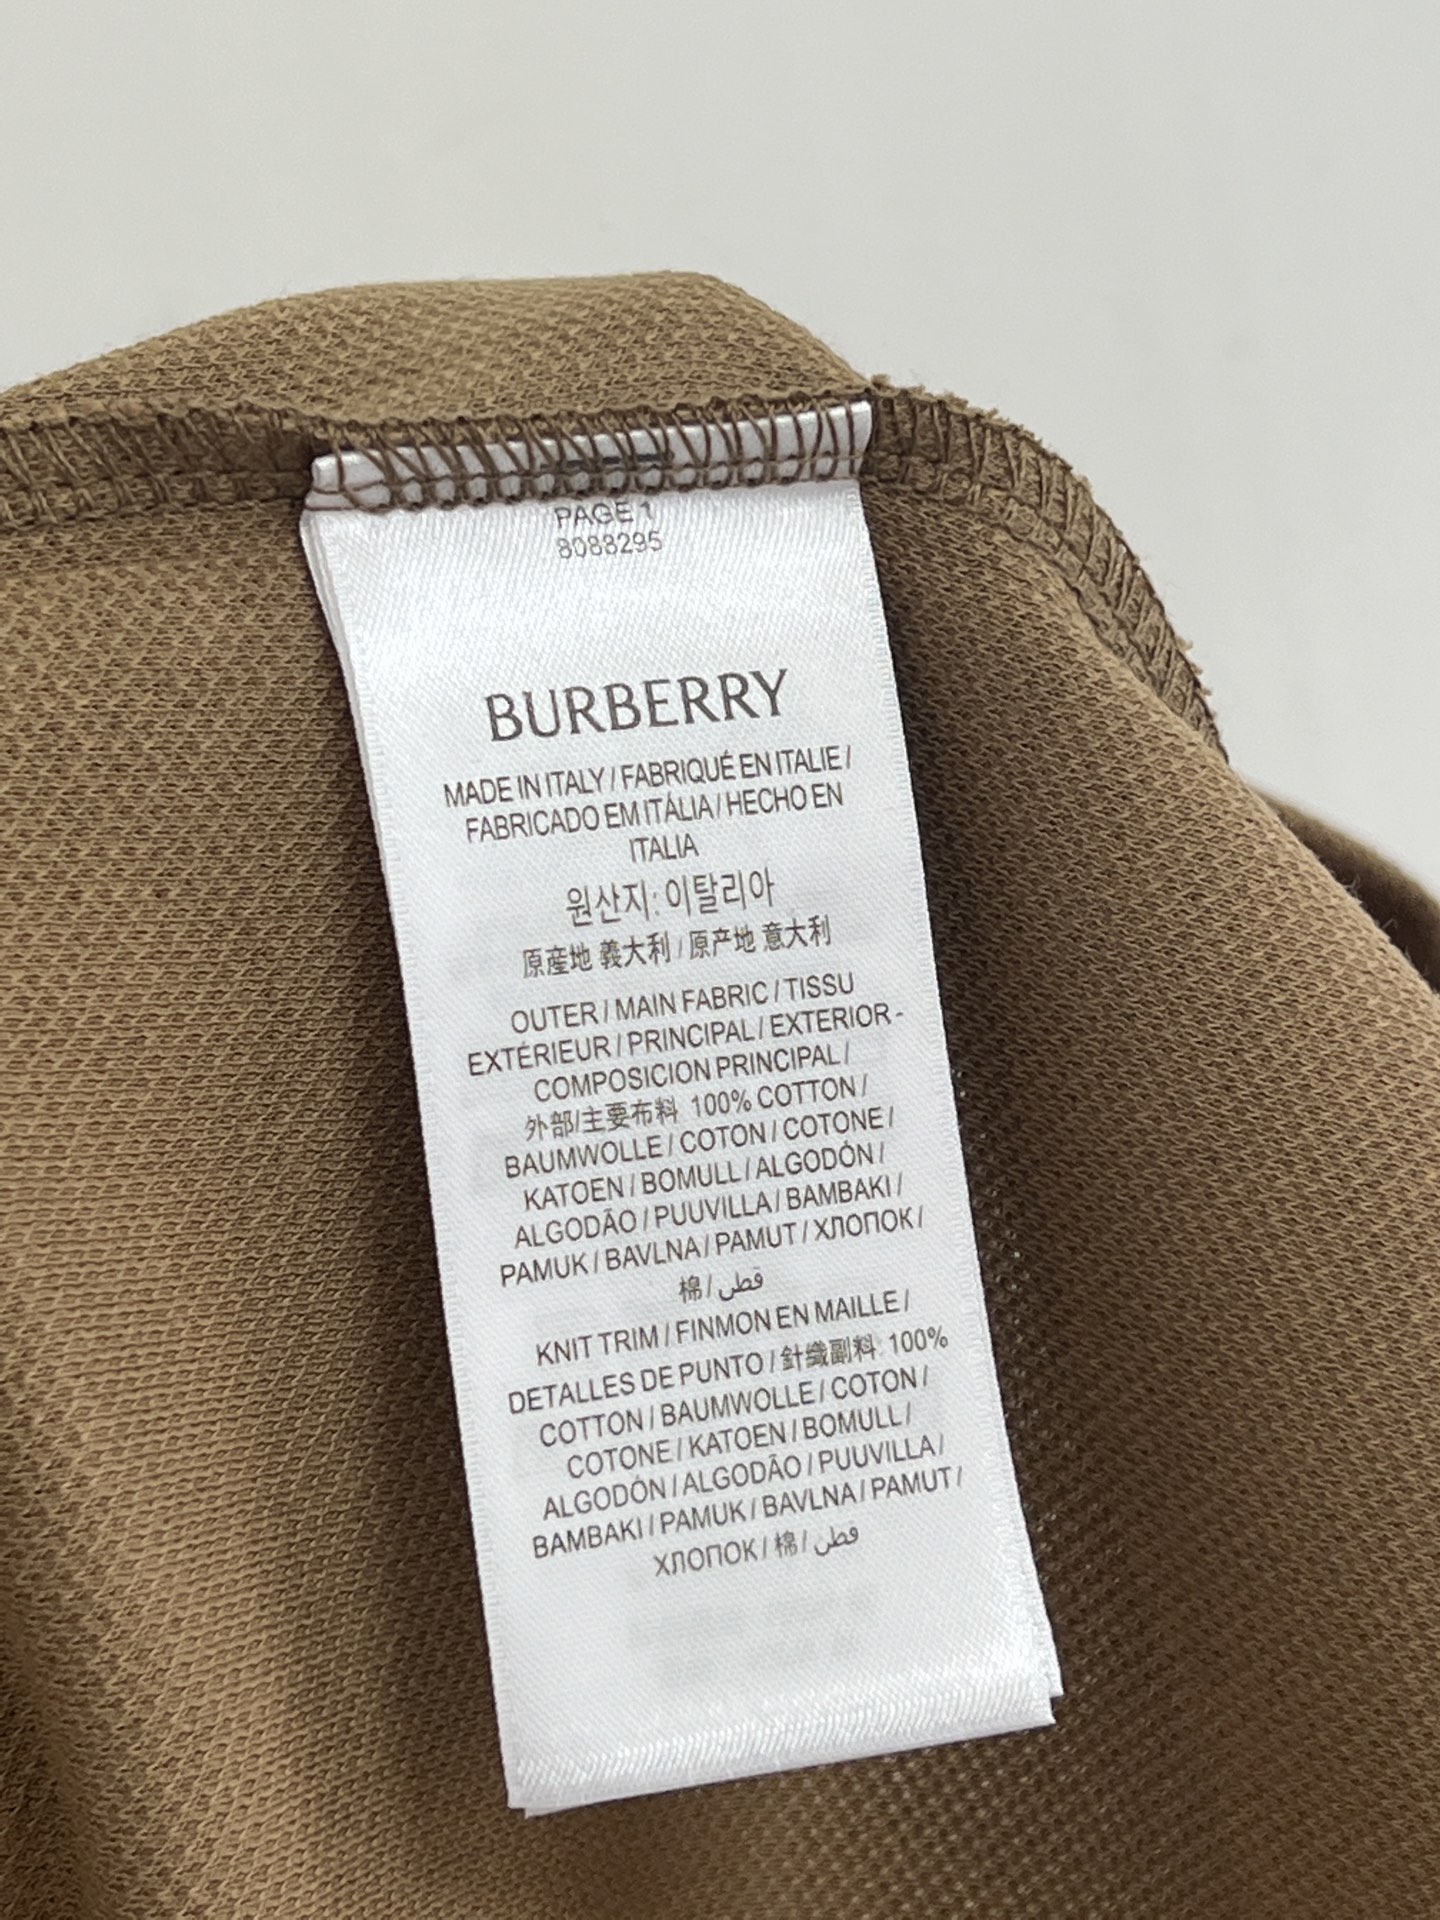 PAGE 1
8088295
BURBERRY
MADE IN ITALY / FABRIQUÉ EN ITALIE /
FABRICADO EM ITÁLIA / HECHO EN
ITALIA
원산지: 이탈리아
原産地 義大利 / 原产地 意大利
OUTER / MAIN FABRIC / TISSU
EXTÉRIEUR / PRINCIPAL / EXTERIOR -
COMPOSICION PRINCIPAL /
外部/主要布料 100% COTTON /
BAUMWOLLE / COTON / COTONE /
KATOEN / BOMULL / ALGODÓN /
ALGODÃO / PUUVILLA / BAMBAKI /
PAMUK / BAVLNA / PAMUT / ХЛОПОК /
棉 / قطن
KNIT TRIM / FINMON EN MAILLE /
DETALLES DE PUNTO / 針織副料 100%
COTTON / BAUMWOLLE / COTON /
COTONE / KATOEN / BOMULL /
ALGODÓN / ALGODÃO / PUUVILLA /
BAMBAKI / PAMUK / BAVLNA / PAMUT /
ХЛОПОК / 棉 / قطن